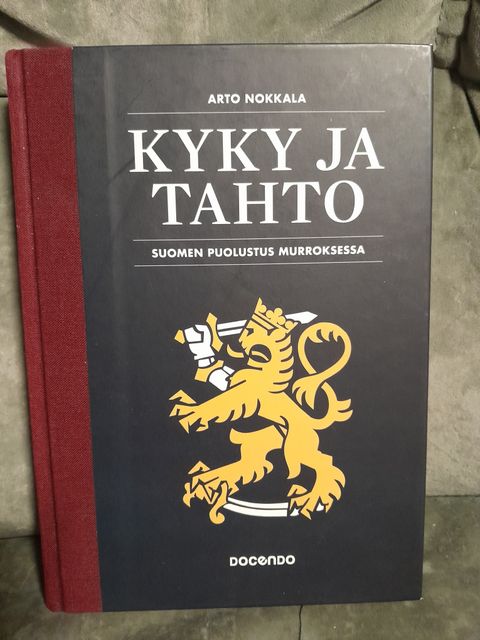 ARTO NOKKALA
KYKY JA
TAHTO
SUOMEN PUOLUSTUS MURROKSESSA
DOCENDO